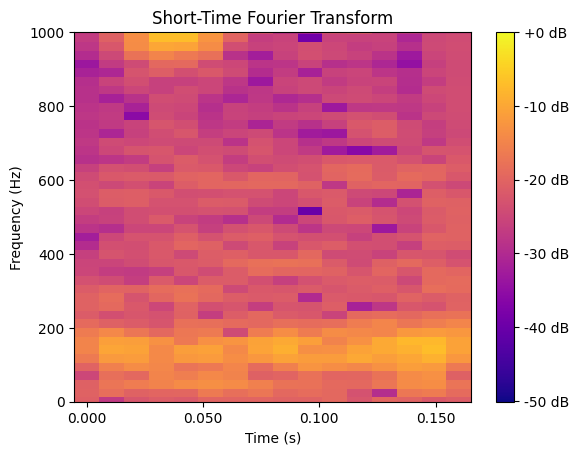 Short-Time Fourier Transform
Frequency (Hz)
1000
800
600
400
200
0
0.000
0.050
0.100
0.150
Time (s)
+0 dB
-10 dB
-20 dB
-30 dB
-40 dB
-50 dB